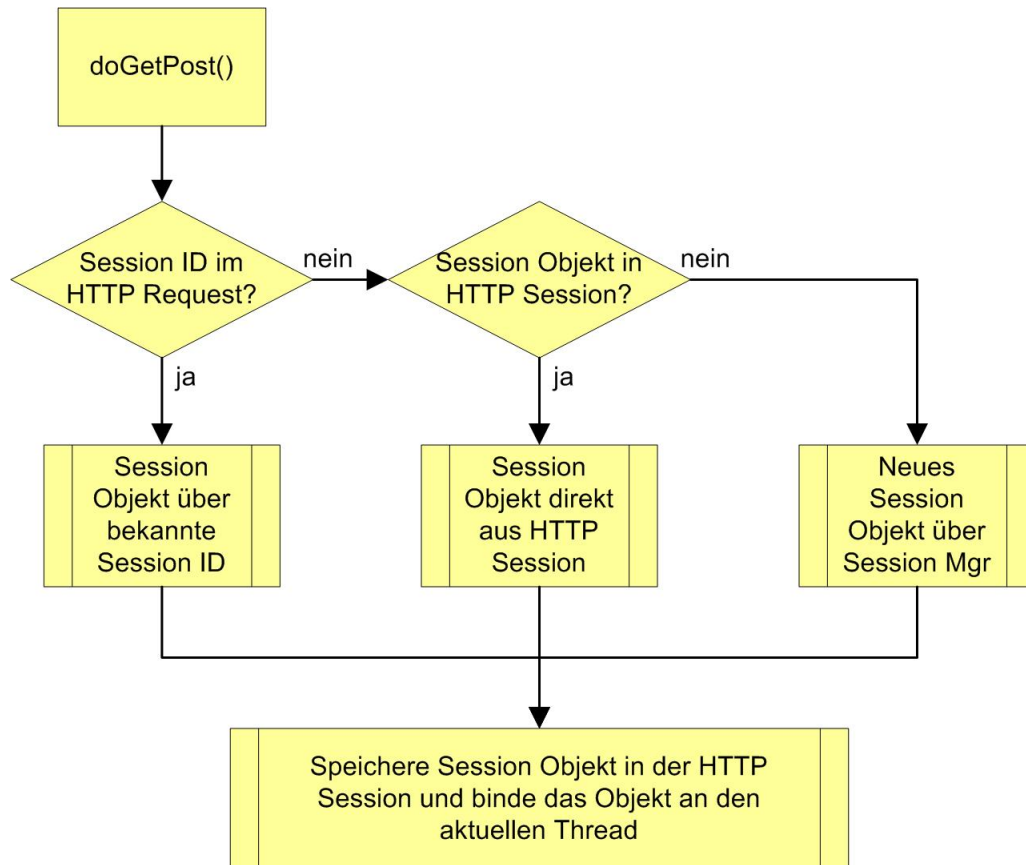 doGetPost()
Session ID im
HTTP Request?
nein
Session Objekt in
HTTP Session?
nein
ja
ja
Session
Objekt über
bekannte
Session ID
Session
Objekt direkt
aus HTTP
Session
Neues
Session
Objekt über
Session Mgr
Speichere Session Objekt in der HTTP
Session und binde das Objekt an den
aktuellen Thread